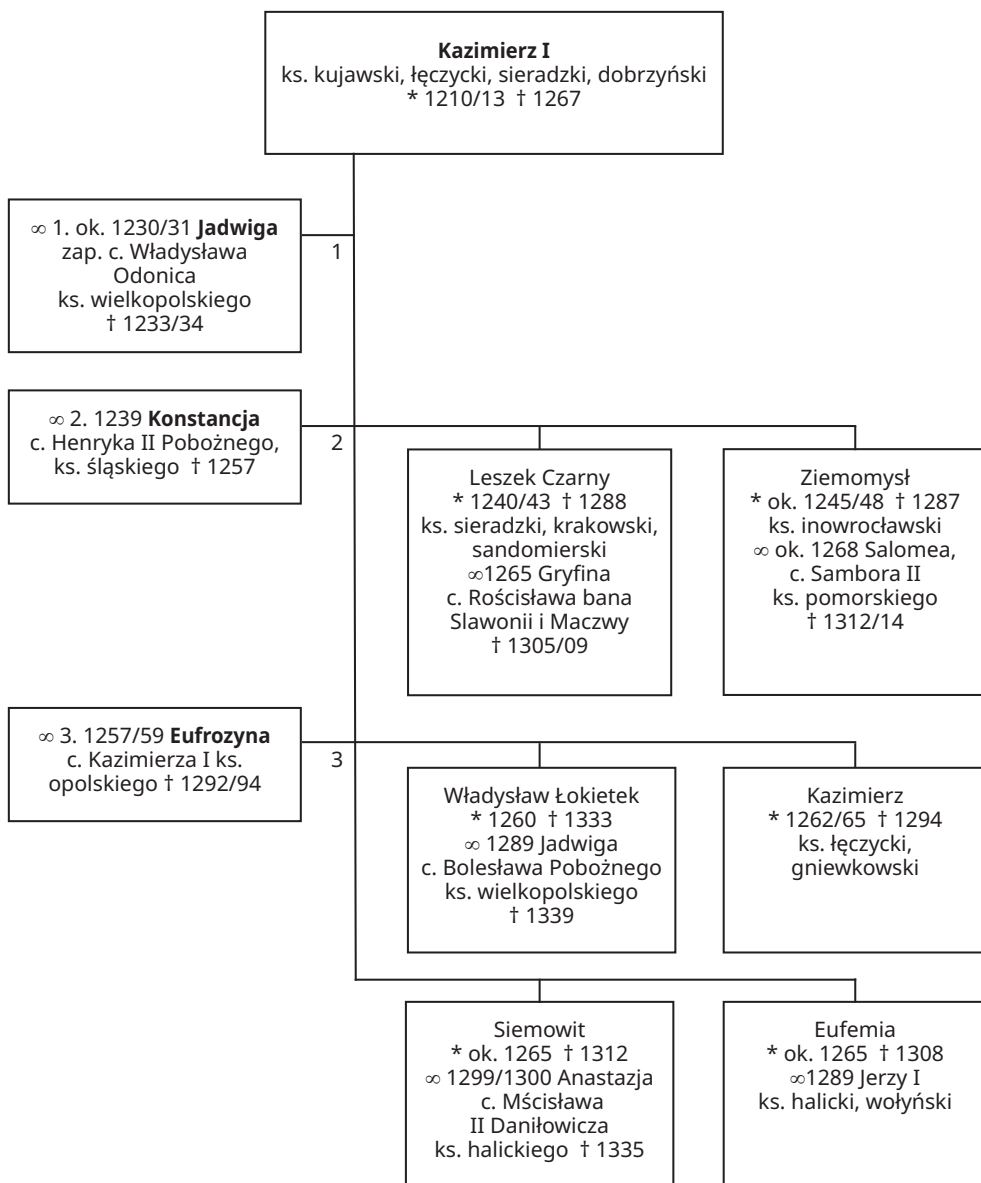 Kazimierz I
ks. kujawski, łęczycki, sieradzki, dobrzyński
* 1210/13 † 1267
∞ 1. ok. 1230/31 Jadwiga
zap. c. Władysława
Odonica
ks. wielkopolskiego
† 1233/34
1
∞ 2. 1239 Konstancja
c. Henryka II Pobożnego,
ks. śląskiego † 1257
2
Leszek Czarny
* 1240/43 † 1288
ks. sieradzki, krakowski,
sandomierski
∞1265 Gryfina
c. Rościsława bana
Slawonii i Maczwy
† 1305/09
Ziemomysł
* ok. 1245/48 † 1287
ks. inowrocławski
∞ ok. 1268 Salomea,
c. Sambora II
ks. pomorskiego
† 1312/14
∞ 3. 1257/59 Eufrozyna
c. Kazimierza I ks.
opolskiego † 1292/94
3
Władysław Łokietek
* 1260 † 1333
∞ 1289 Jadwiga
c. Bolesława Pobożnego
ks. wielkopolskiego
† 1339
Kazimierz
* 1262/65 † 1294
ks. łęczycki,
gniewkowski
Siemowit
* ok. 1265 † 1312
∞ 1299/1300 Anastazja
c. Mścisława
II Daniłowicza
ks. halickiego † 1335
Eufemia
* ok. 1265 † 1308
∞1289 Jerzy I
ks. halicki, wołyński